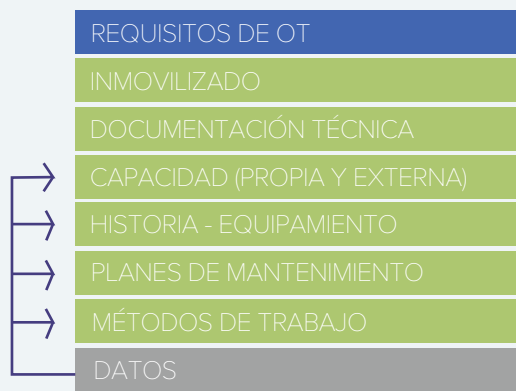 REQUISITOS DE OT
INMOVILIZADO
DOCUMENTACIÓN TÉCNICA
CAPACIDAD (PROPIA Y EXTERNA)
HISTORIA - EQUIPAMIENTO
PLANES DE MANTENIMIENTO
MÉTODOS DE TRABAJO
DATOS